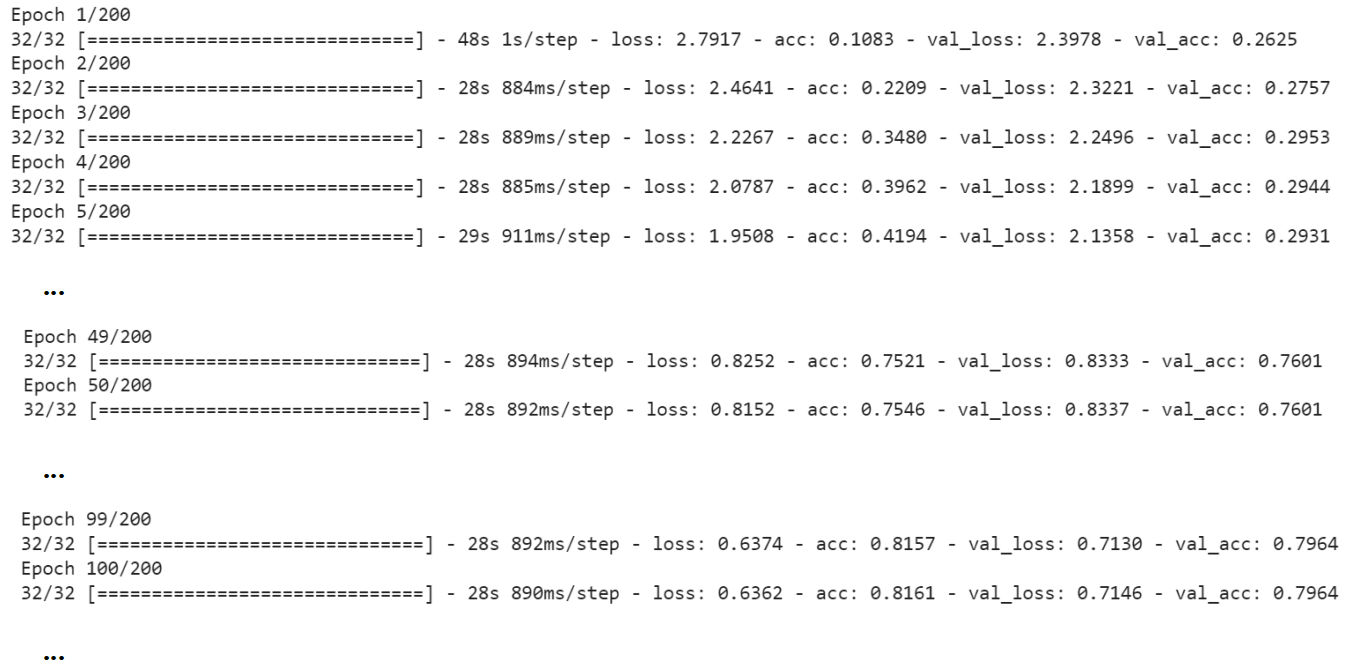 Epoch 1/200
32/32 [==============================] - 48s 1s/step - loss: 2.7917 - acc: 0.1083 - val_loss: 2.3978 - val_acc: 0.2625
Epoch 2/200
32/32 [==============================] - 28s 884ms/step - loss: 2.4641 - acc: 0.2209 - val_loss: 2.3221 - val_acc: 0.2757
Epoch 3/200
32/32 [==============================] - 28s 889ms/step - loss: 2.2267 - acc: 0.3480 - val_loss: 2.2496 - val_acc: 0.2953
Epoch 4/200
32/32 [==============================] - 28s 885ms/step - loss: 2.0787 - acc: 0.3962 - val_loss: 2.1899 - val_acc: 0.2944
Epoch 5/200
32/32 [==============================] - 29s 911ms/step - loss: 1.9508 - acc: 0.4194 - val_loss: 2.1358 - val_acc: 0.2931
...
Epoch 49/200
32/32 [==============================] - 28s 894ms/step - loss: 0.8252 - acc: 0.7521 - val_loss: 0.8333 - val_acc: 0.7601
Epoch 50/200
32/32 [==============================] - 28s 892ms/step - loss: 0.8152 - acc: 0.7546 - val_loss: 0.8337 - val_acc: 0.7601
...
Epoch 99/200
32/32 [==============================] - 28s 892ms/step - loss: 0.6374 - acc: 0.8157 - val_loss: 0.7130 - val_acc: 0.7964
Epoch 100/200
32/32 [==============================] - 28s 890ms/step - loss: 0.6362 - acc: 0.8161 - val_loss: 0.7146 - val_acc: 0.7964
...